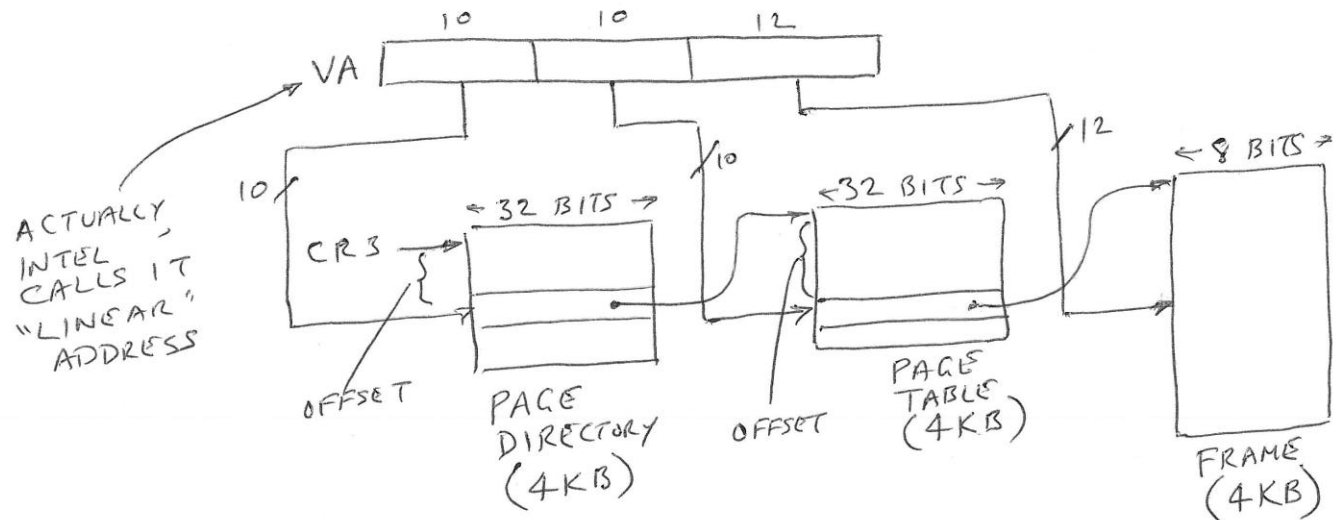 10 10 12
VA
10
10
12
← 8 BITS →
← 32 BITS →
← 32 BITS →
ACTUALLY,
INTEL
CALLS IT
"LINEAR"
ADDRESS
CR3
OFFSET
PAGE
DIRECTORY
(4KB)
OFFSET
PAGE
TABLE
(4KB)
FRAME
(4KB)